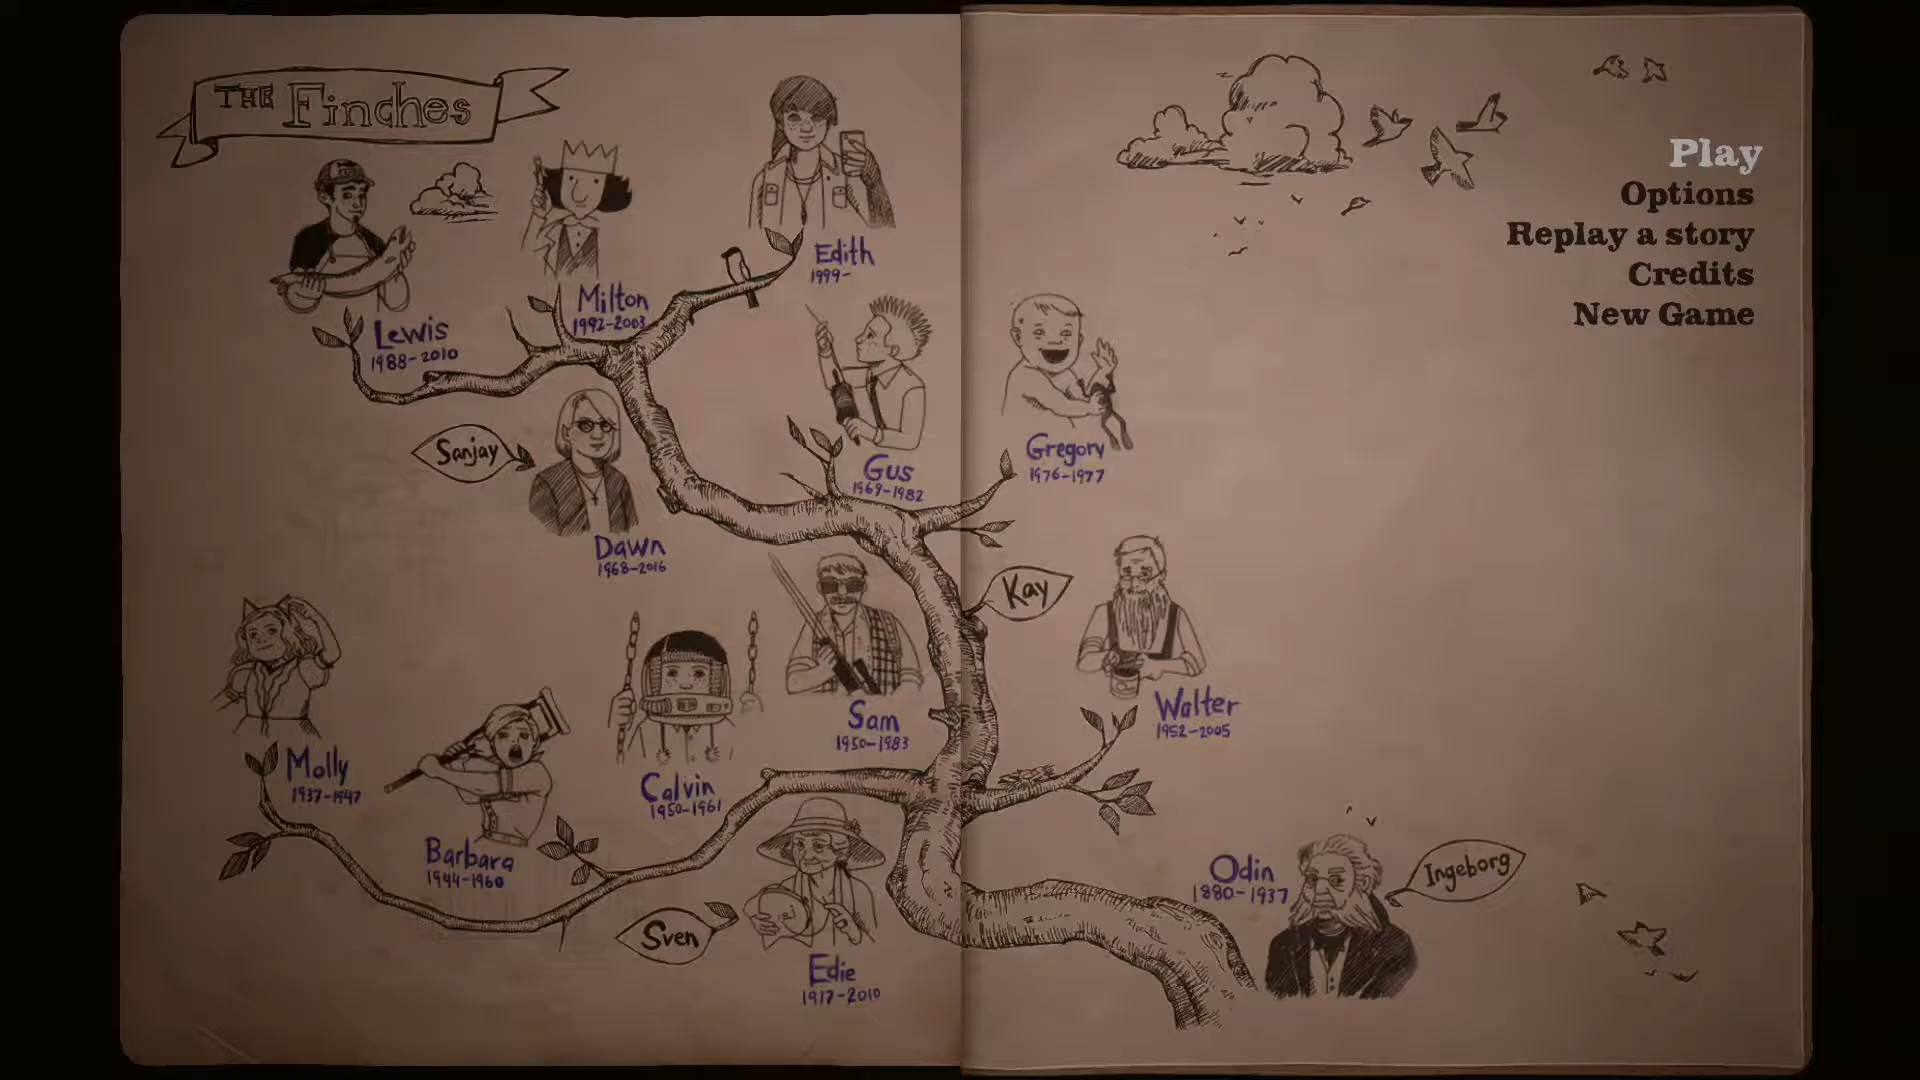 THE Finches
Play
Options
Replay a story
Credits
New Game
Edith
1999-
Milton
1992-2003
Lewis
1988-2010
Sanjay
Dawn
1968-2016
Gus
1969-1982
Gregory
1976-1977
Kay
Sam
1950-1983
Walter
1952-2005
Molly
1937-1947
Barbara
1944-1960
Calvin
1950-1961
Sven
Edie
1917-2010
Odin
1880-1937
Ingeborg